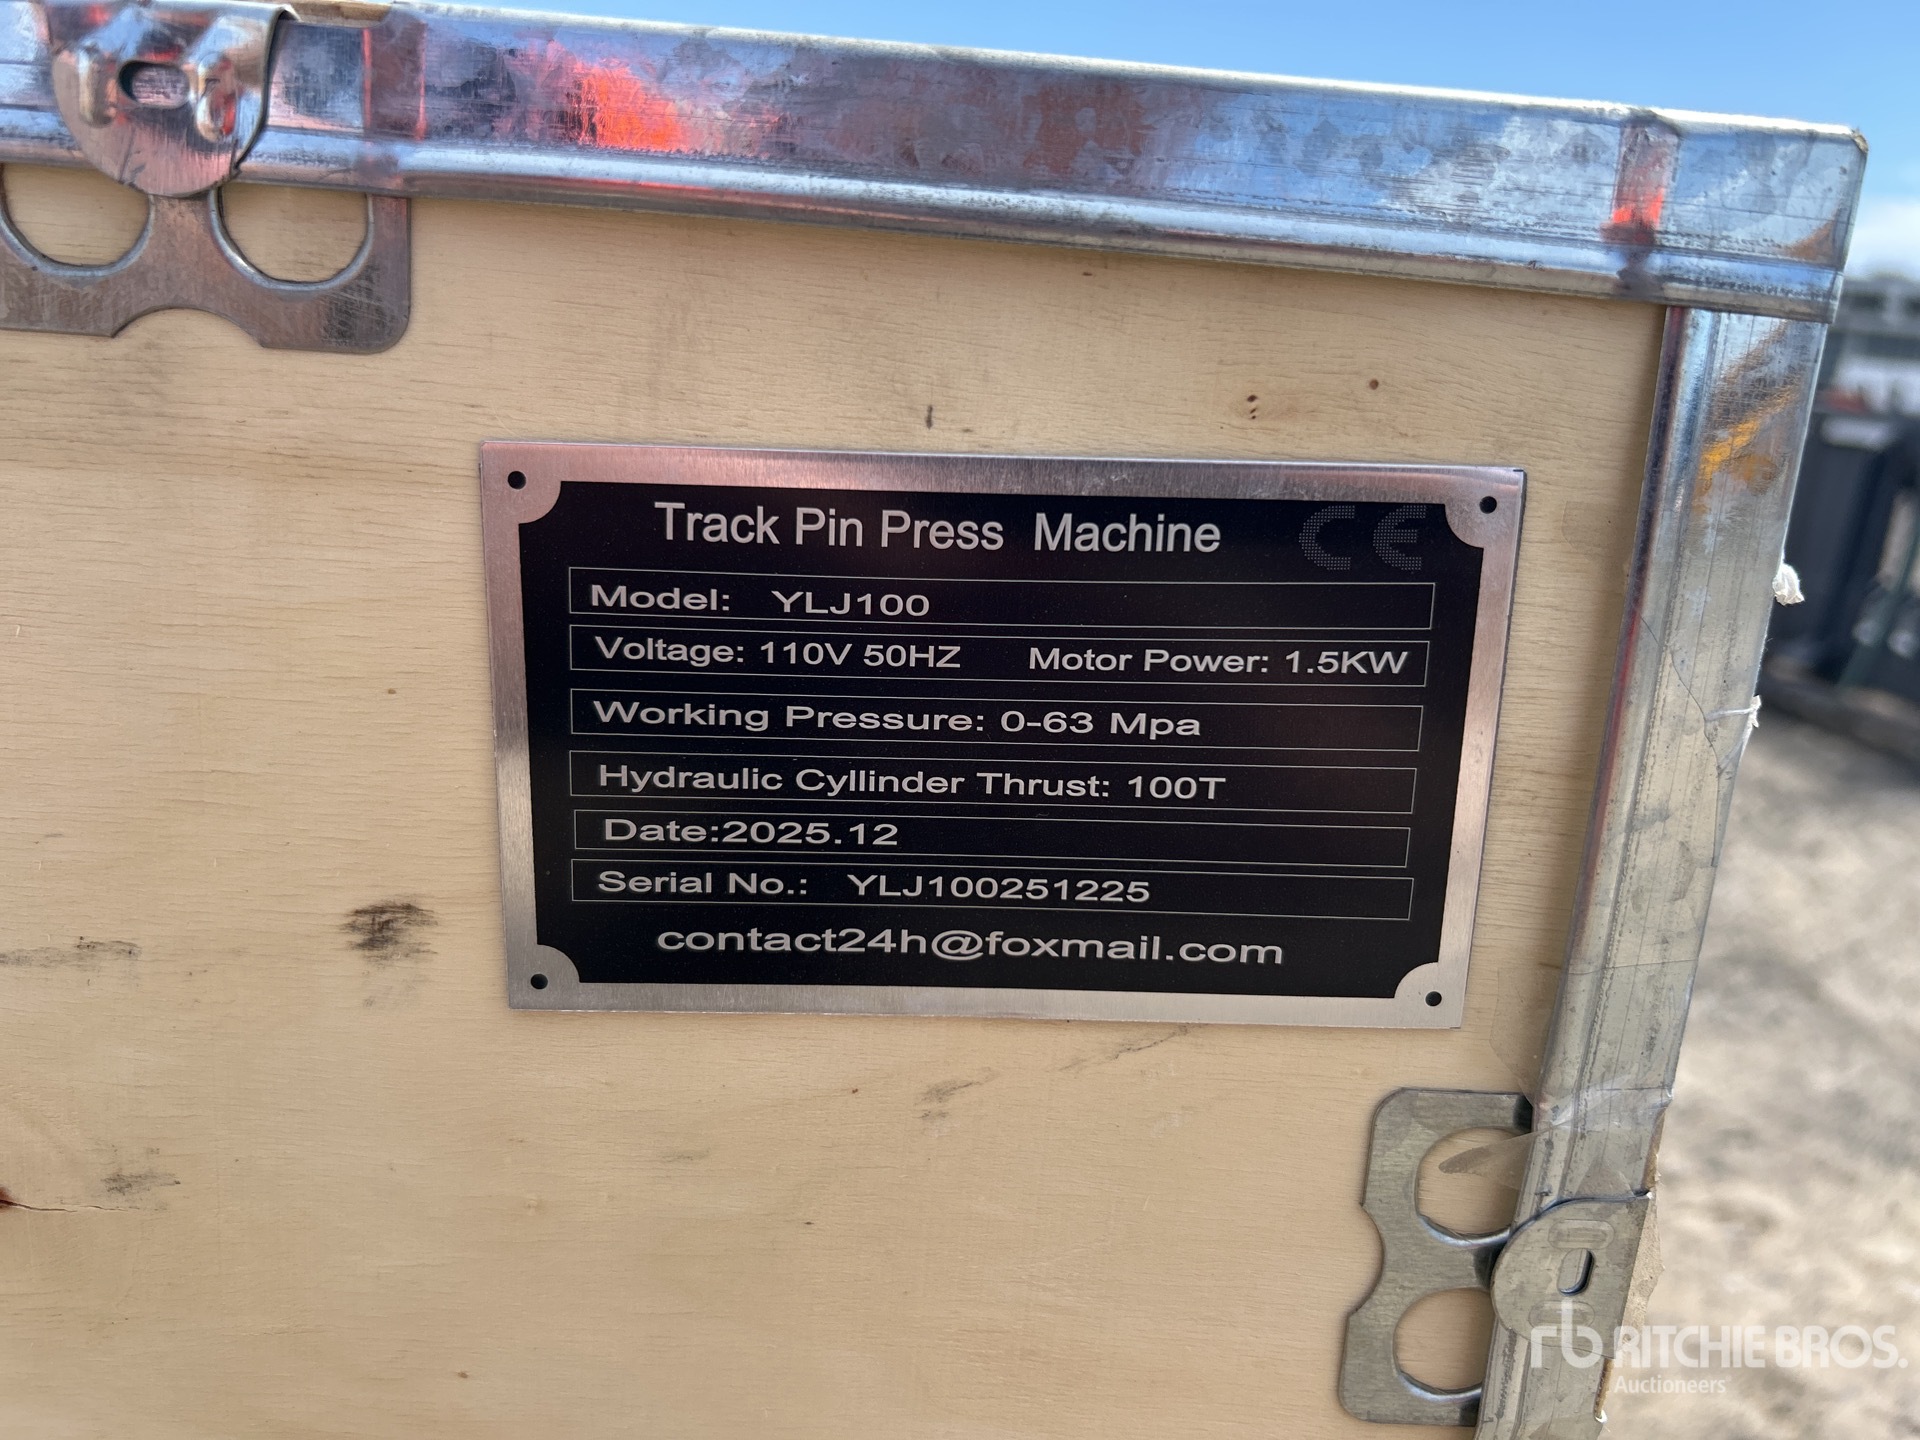 Track Pin Press Machine CE
Model: YLJ100
Voltage: 110V 50HZ Motor Power: 1.5KW
Working Pressure: 0-63 Mpa
Hydraulic Cyllinder Thrust: 100T
Date:2025.12
Serial No.: YLJ100251225
contact24h@foxmail.com
rb RITCHIE BROS.
Auctioneers